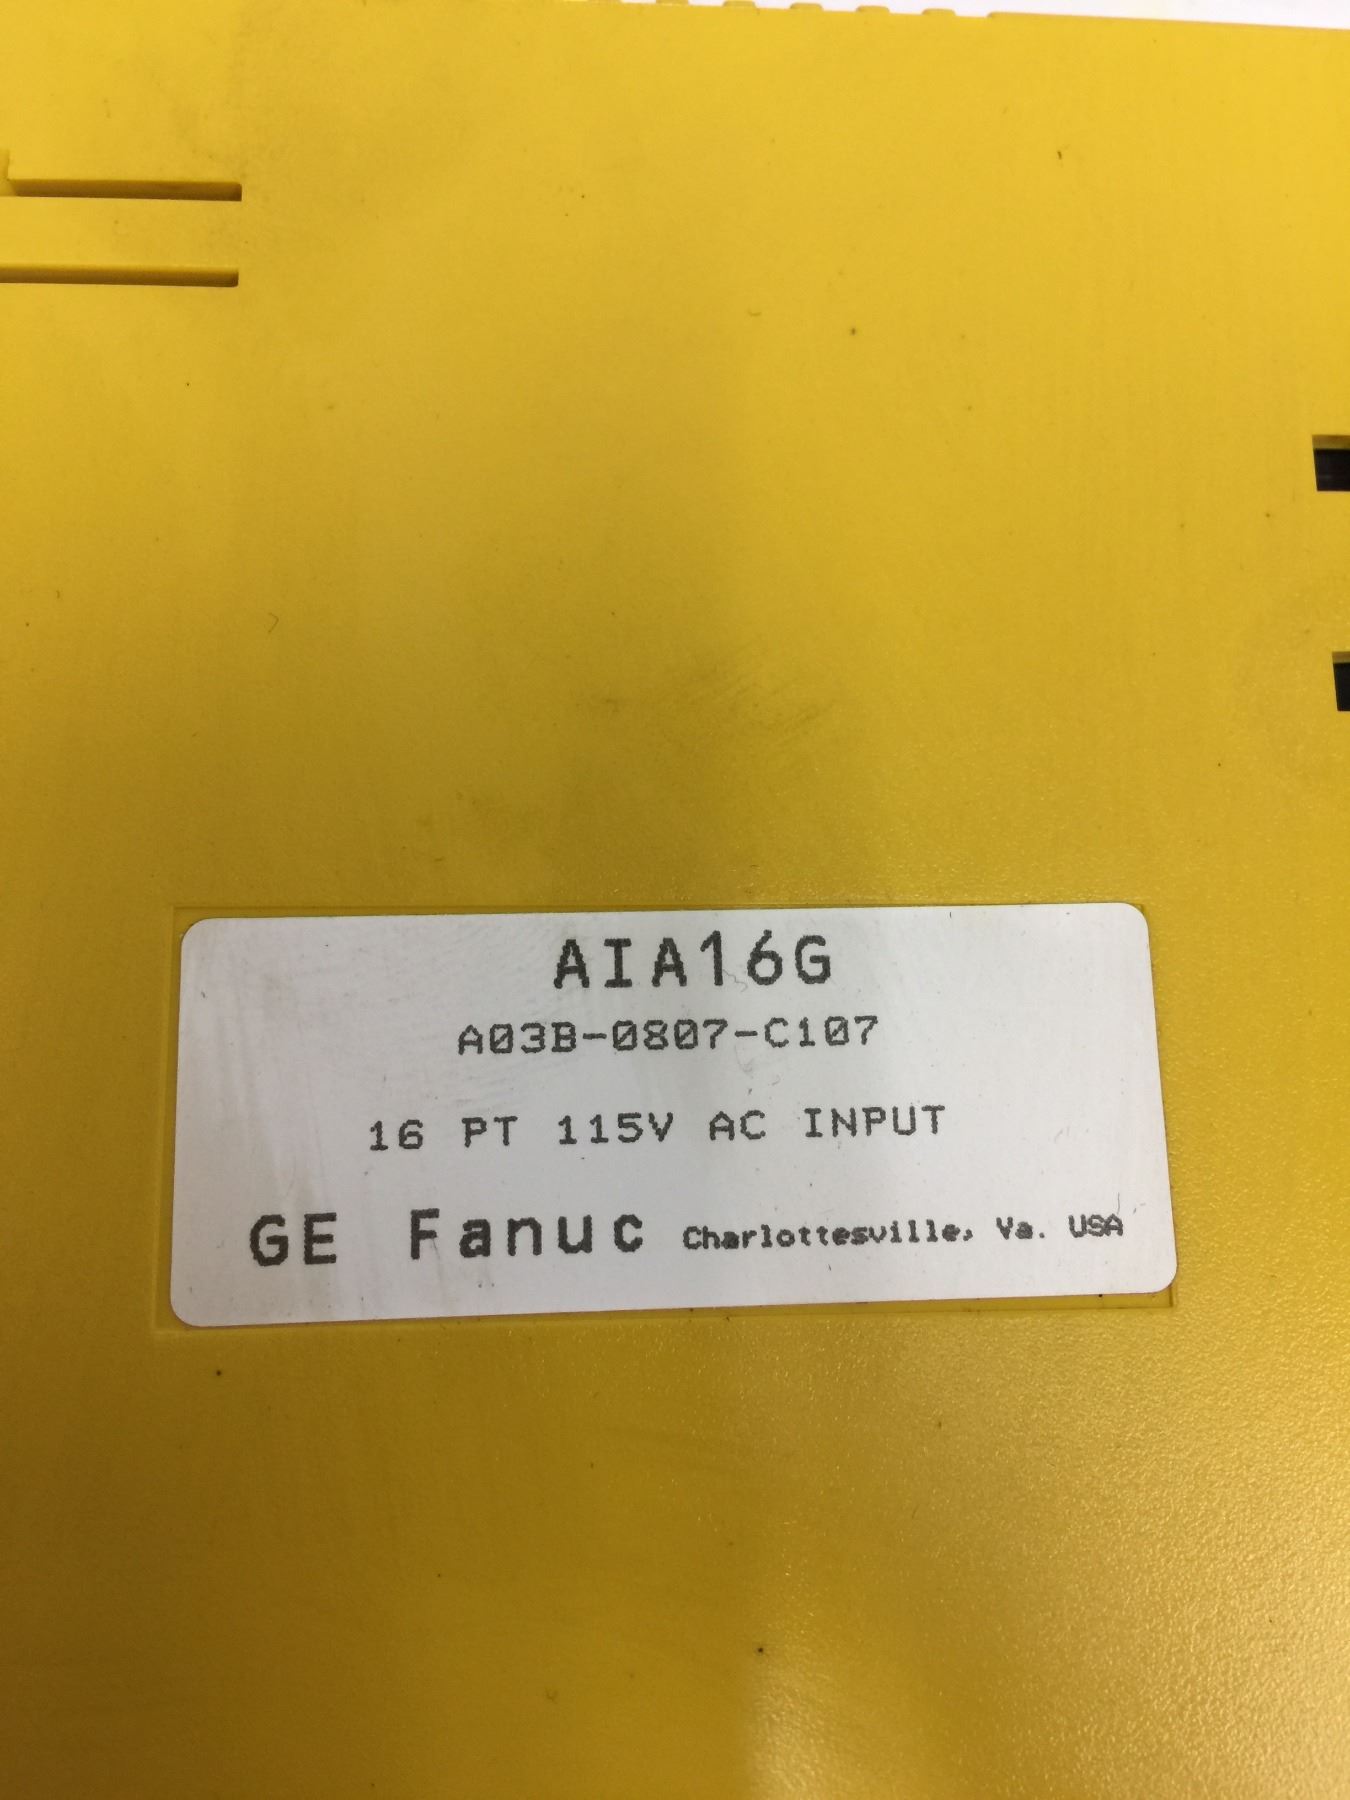 AIA16G
A03B-0807-C107
16 PT 115V AC INPUT
GE Fanuc Charlottesville, Va. USA